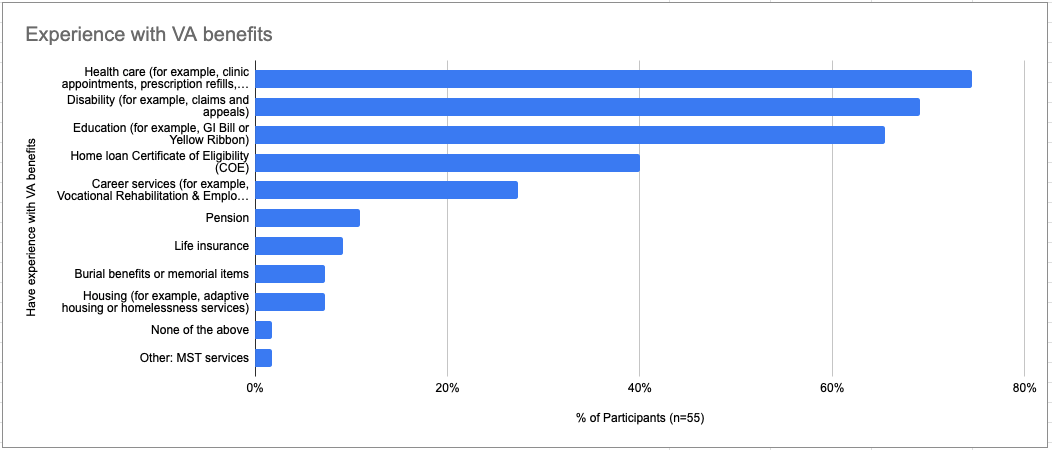 Experience with VA benefits
Have experience with VA benefits
Health care (for example, clinic
appointments, prescription refills,…
Disability (for example, claims and
appeals)
Education (for example, GI Bill or
Yellow Ribbon)
Home loan Certificate of Eligibility
(COE)
Career services (for example,
Vocational Rehabilitation & Emplo…
Pension
Life insurance
Burial benefits or memorial items
Housing (for example, adaptive
housing or homelessness services)
None of the above
Other: MST services
0% 20% 40% 60% 80%
% of Participants (n=55)